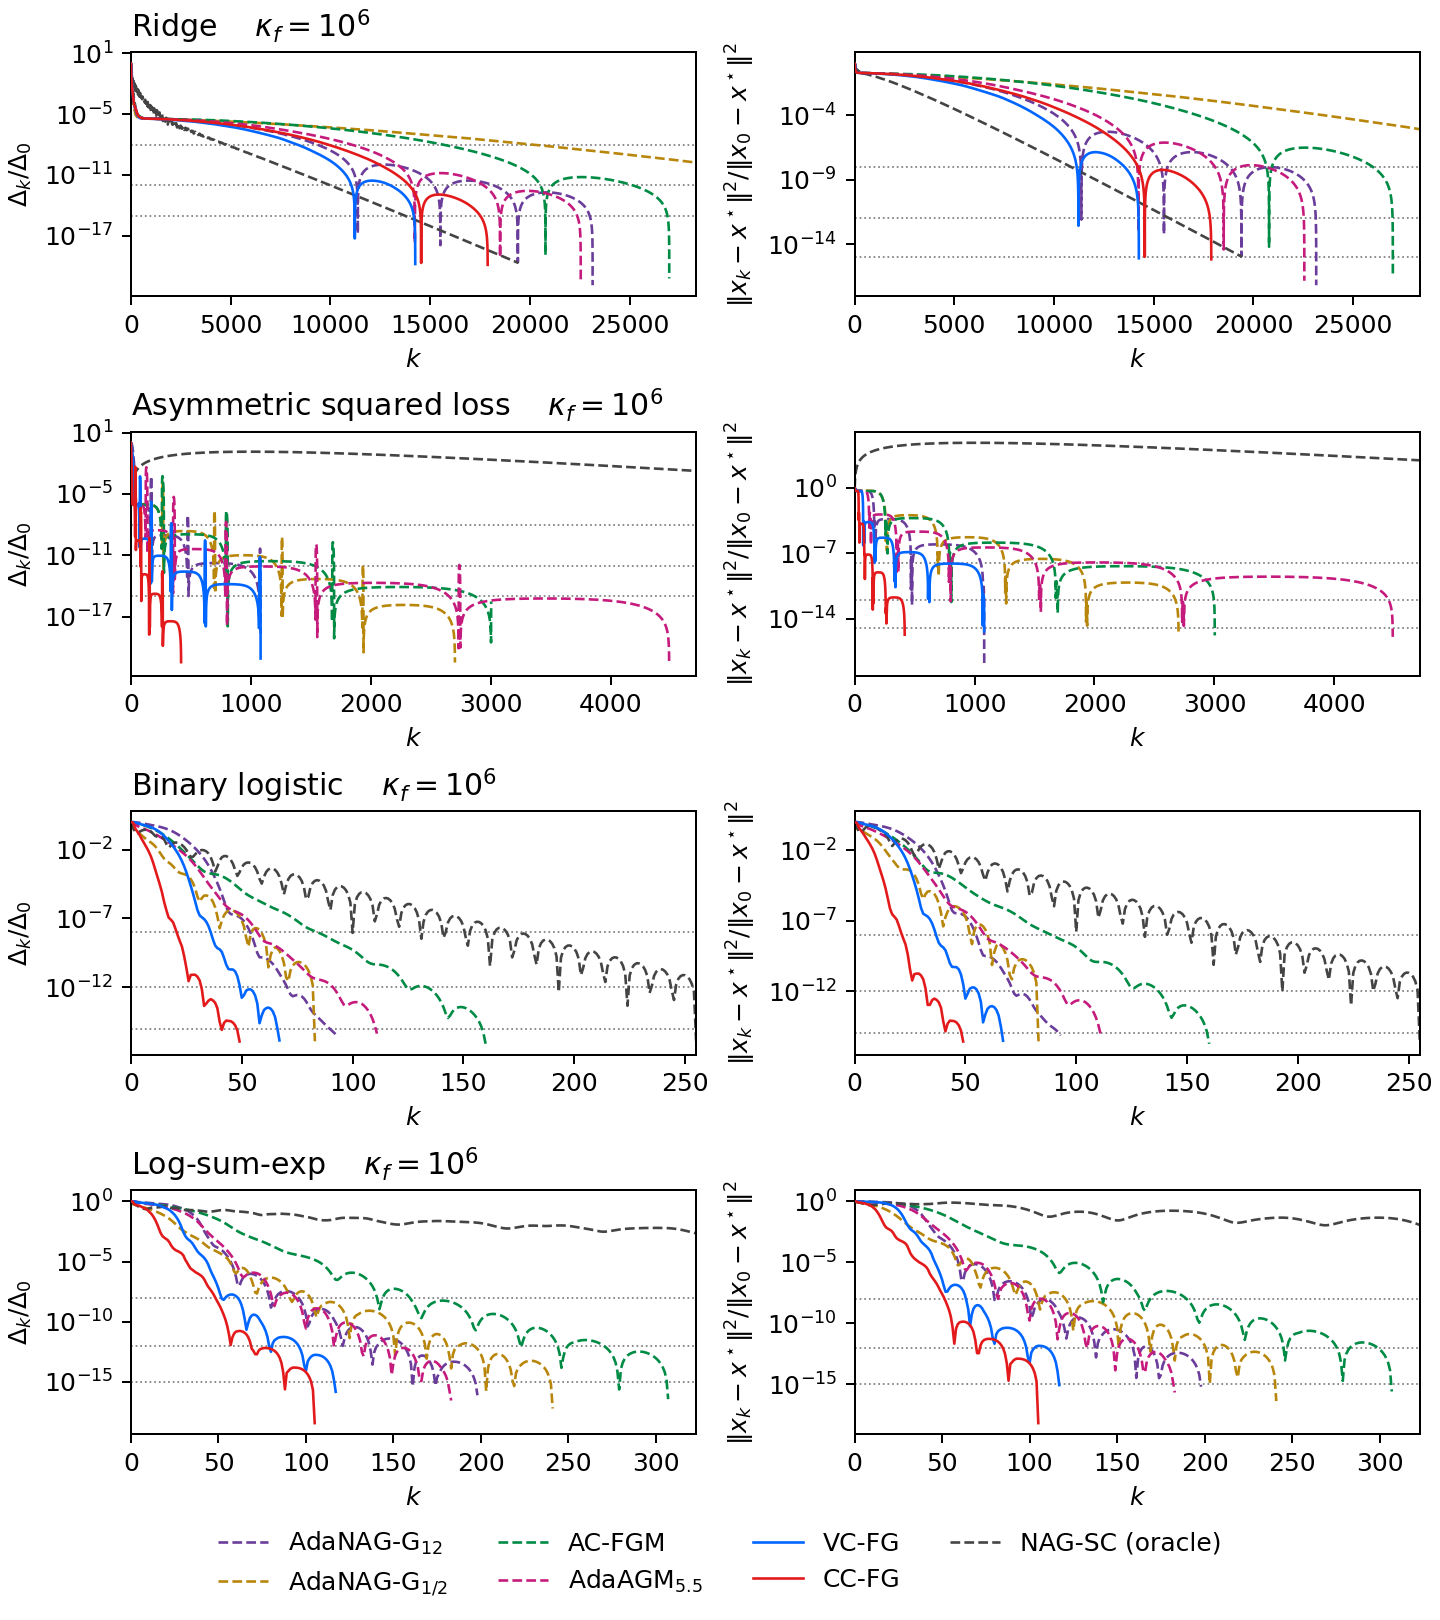 Ridge κ_f = 10^6
10^1
10^−5
10^−11
10^−17
Δ_k/Δ_0
0 5000 10000 15000 20000 25000
k
10^−4
10^−9
10^−14
‖x_k − x^⋆‖^2/‖x_0 − x^⋆‖^2
0 5000 10000 15000 20000 25000
k
Asymmetric squared loss κ_f = 10^6
10^1
10^−5
10^−11
10^−17
Δ_k/Δ_0
0 1000 2000 3000 4000
k
10^0
10^−7
10^−14
‖x_k − x^⋆‖^2/‖x_0 − x^⋆‖^2
0 1000 2000 3000 4000
k
Binary logistic κ_f = 10^6
10^−2
10^−7
10^−12
Δ_k/Δ_0
0 50 100 150 200 250
k
10^−2
10^−7
10^−12
‖x_k − x^⋆‖^2/‖x_0 − x^⋆‖^2
0 50 100 150 200 250
k
Log-sum-exp κ_f = 10^6
10^0
10^−5
10^−10
10^−15
Δ_k/Δ_0
0 50 100 150 200 250 300
k
10^0
10^−5
10^−10
10^−15
‖x_k − x^⋆‖^2/‖x_0 − x^⋆‖^2
0 50 100 150 200 250 300
k
AdaNAG-G_12 AC-FGM VC-FG NAG-SC (oracle)
AdaNAG-G_1/2 AdaAGM_5.5 CC-FG